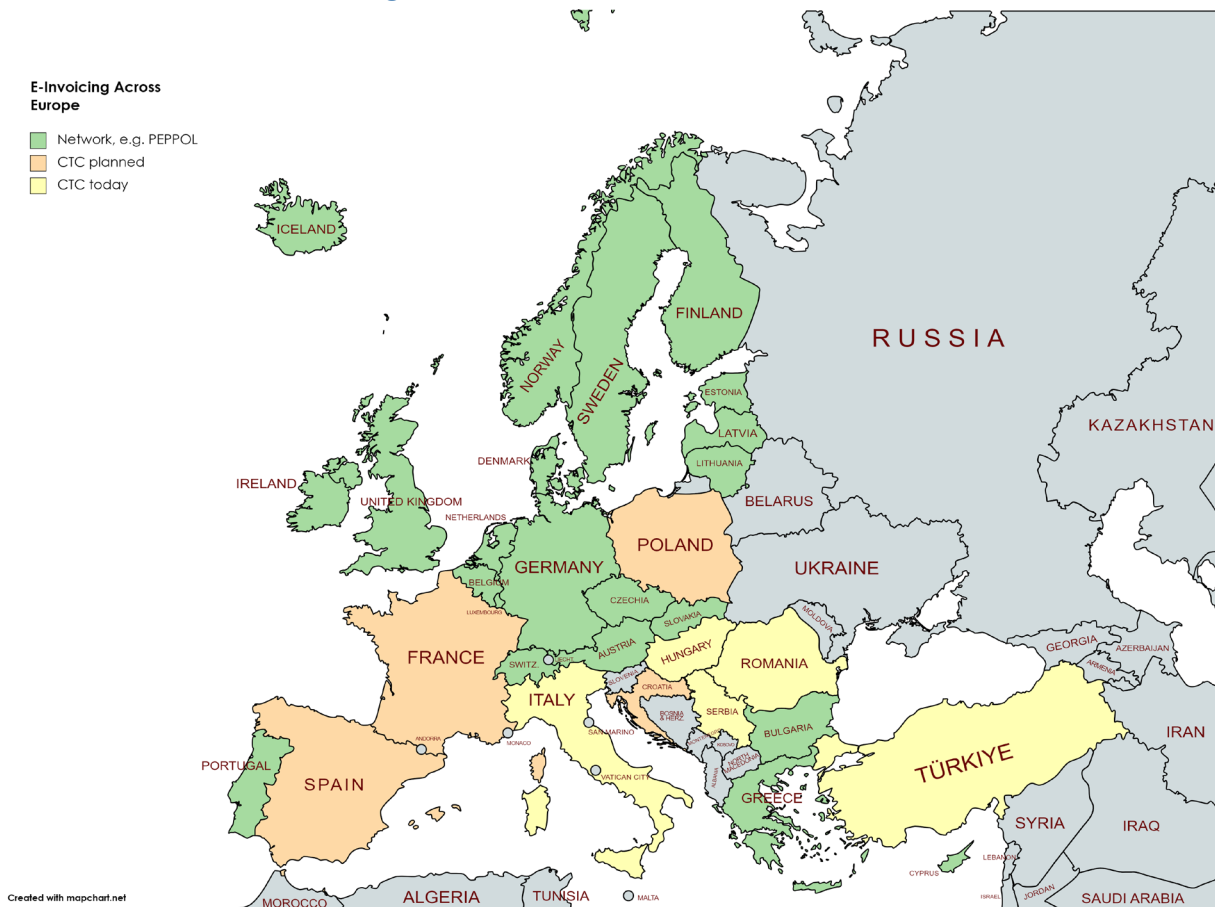 E-Invoicing Across
Europe
Network, e.g. PEPPOL
CTC planned
CTC today
ICELAND
FINLAND
NORWAY
SWEDEN
RUSSIA
ESTONIA
LATVIA
LITHUANIA
KAZAKHSTAN
DENMARK
IRELAND
UNITED KINGDOM
NETHERLANDS
BELARUS
POLAND
GERMANY
UKRAINE
BELGIUM
LUXEMBOURG
CZECHIA
SLOVAKIA
MOLDOVA
AUSTRIA
HUNGARY
FRANCE
SWITZ.
LIECHT.
ROMANIA
GEORGIA
AZERBAIJAN
ARMENIA
SLOVENIA
CROATIA
ITALY
BOSNIA
& HERZ.
SERBIA
SAN MARINO
MONACO
ANDORRA
MONTENEGRO
KOSOVO
BULGARIA
NORTH
MACEDONIA
ALBANIA
VATICAN CITY
PORTUGAL
SPAIN
TÜRKIYE
IRAN
GREECE
SYRIA
IRAQ
LEBANON
CYPRUS
ISRAEL
JORDAN
SAUDI ARABIA
MOROCCO
ALGERIA
TUNISIA
MALTA
Created with mapchart.net